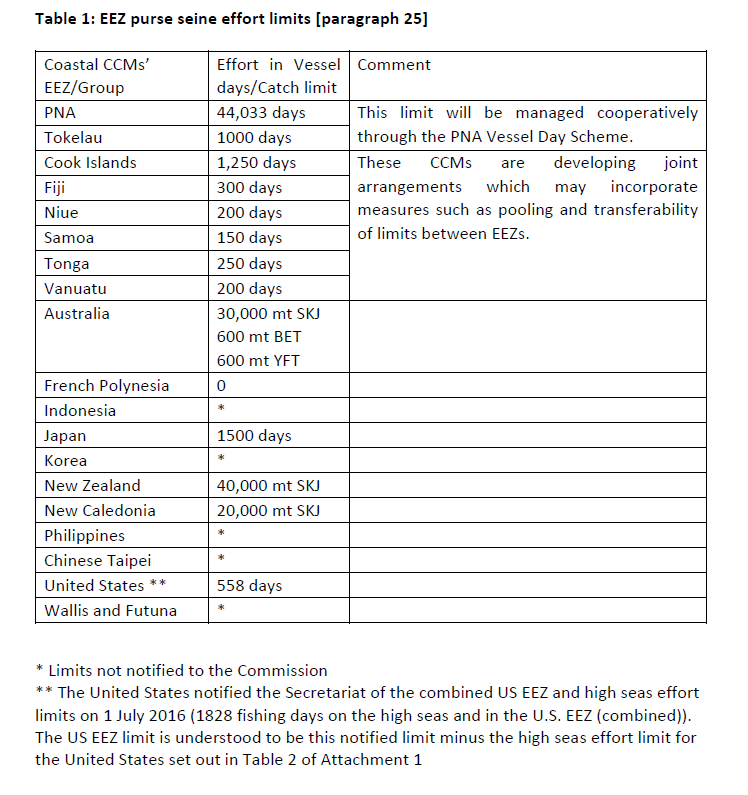 Table 1: EEZ purse seine effort limits [paragraph 25]
Coastal CCMs’ EEZ/Group | Effort in Vessel days/Catch limit | Comment
PNA | 44,033 days | This limit will be managed cooperatively through the PNA Vessel Day Scheme.
Tokelau | 1000 days
Cook Islands | 1,250 days | These CCMs are developing joint arrangements which may incorporate measures such as pooling and transferability of limits between EEZs.
Fiji | 300 days
Niue | 200 days
Samoa | 150 days
Tonga | 250 days
Vanuatu | 200 days
Australia | 30,000 mt SKJ
600 mt BET
600 mt YFT
French Polynesia | 0
Indonesia | *
Japan | 1500 days
Korea | *
New Zealand | 40,000 mt SKJ
New Caledonia | 20,000 mt SKJ
Philippines | *
Chinese Taipei | *
United States ** | 558 days
Wallis and Futuna | *
* Limits not notified to the Commission
** The United States notified the Secretariat of the combined US EEZ and high seas effort
limits on 1 July 2016 (1828 fishing days on the high seas and in the U.S. EEZ (combined)).
The US EEZ limit is understood to be this notified limit minus the high seas effort limit for
the United States set out in Table 2 of Attachment 1